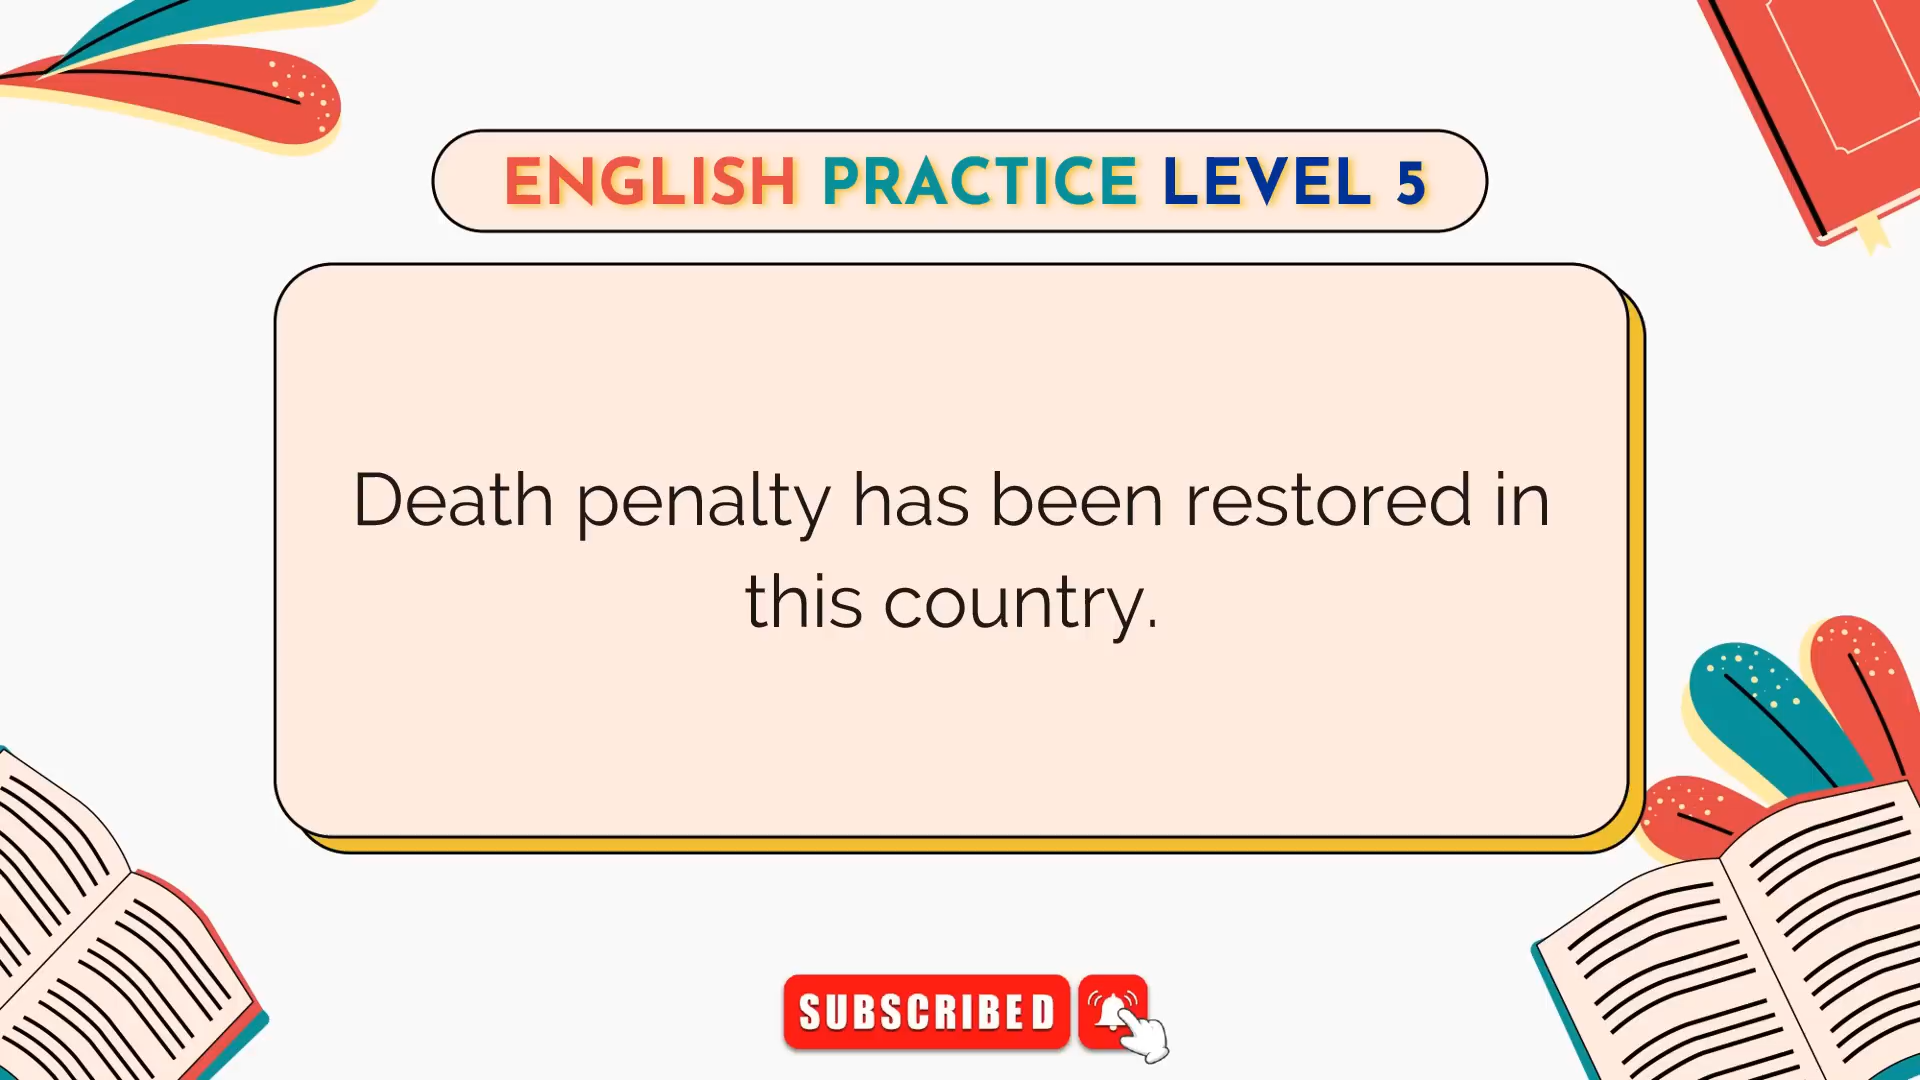 ENGLISH PRACTICE LEVEL 5
Death penalty has been restored in
this country.
SUBSCRIBED